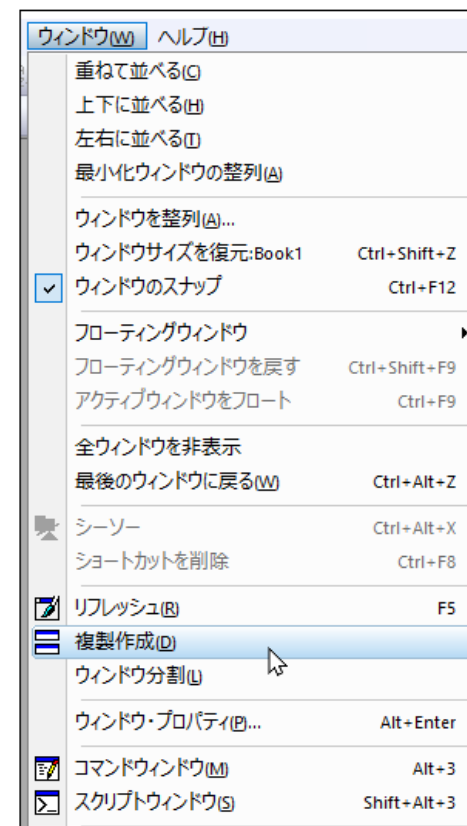 ウィンドウ(W) ヘルプ(H)
重ねて並べる(C)
上下に並べる(H)
左右に並べる(T)
最小化ウィンドウの整列(A)
ウィンドウを整列(A)...
ウィンドウサイズを復元:Book1 Ctrl+Shift+Z
ウィンドウのスナップ Ctrl+F12
フローティングウィンドウ
フローティングウィンドウを戻す Ctrl+Shift+F9
アクティブウィンドウをフロート Ctrl+F9
全ウィンドウを非表示
最後のウィンドウに戻る(W) Ctrl+Alt+Z
シーソー Ctrl+Alt+X
ショートカットを削除 Ctrl+F8
リフレッシュ(R) F5
複製作成(D)
ウィンドウ分割(L)
ウィンドウ・プロパティ(P)... Alt+Enter
コマンドウィンドウ(M) Alt+3
スクリプトウィンドウ(S) Shift+Alt+3